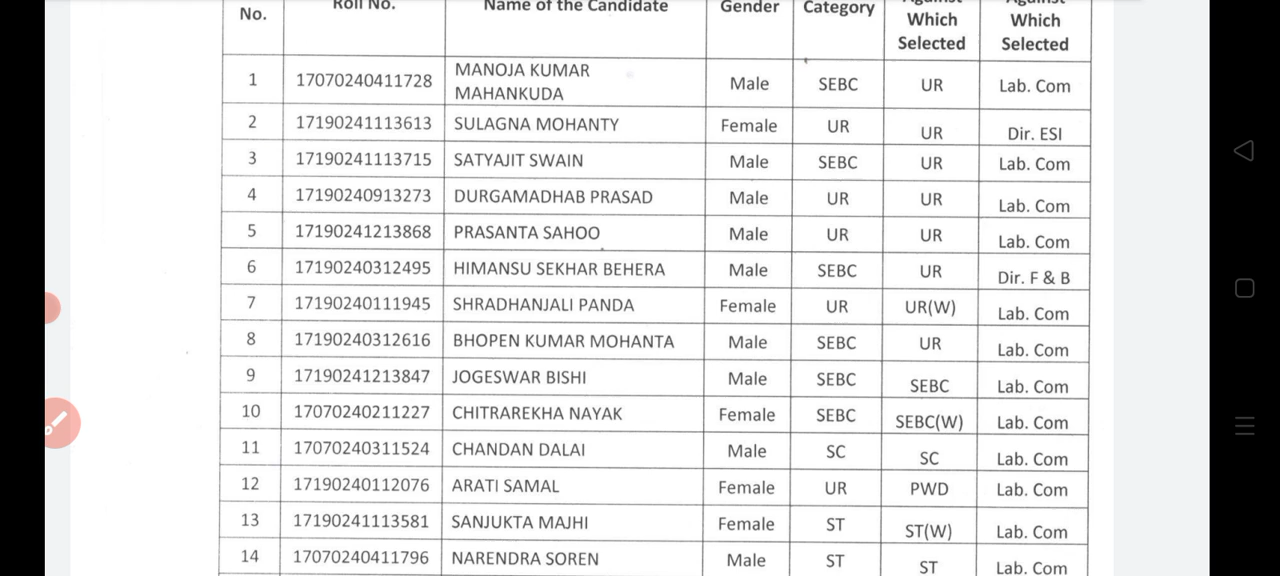 No. Roll No. Name of the Candidate Gender Category Against Which Selected Against Which Selected
1 17070240411728 MANOJA KUMAR MAHANKUDA Male SEBC UR Lab. Com
2 17190241113613 SULAGNA MOHANTY Female UR UR Dir. ESI
3 17190241113715 SATYAJIT SWAIN Male SEBC UR Lab. Com
4 17190240913273 DURGAMADHAB PRASAD Male UR UR Lab. Com
5 17190241213868 PRASANTA SAHOO Male UR UR Lab. Com
6 17190240312495 HIMANSU SEKHAR BEHERA Male SEBC UR Dir. F & B
7 17190240111945 SHRADHANJALI PANDA Female UR UR(W) Lab. Com
8 17190240312616 BHOPEN KUMAR MOHANTA Male SEBC UR Lab. Com
9 17190241213847 JOGESWAR BISHI Male SEBC SEBC Lab. Com
10 17070240211227 CHITRAREKHA NAYAK Female SEBC SEBC(W) Lab. Com
11 17070240311524 CHANDAN DALAI Male SC SC Lab. Com
12 17190240112076 ARATI SAMAL Female UR PWD Lab. Com
13 17190241113581 SANJUKTA MAJHI Female ST ST(W) Lab. Com
14 17070240411796 NARENDRA SOREN Male ST ST Lab. Com